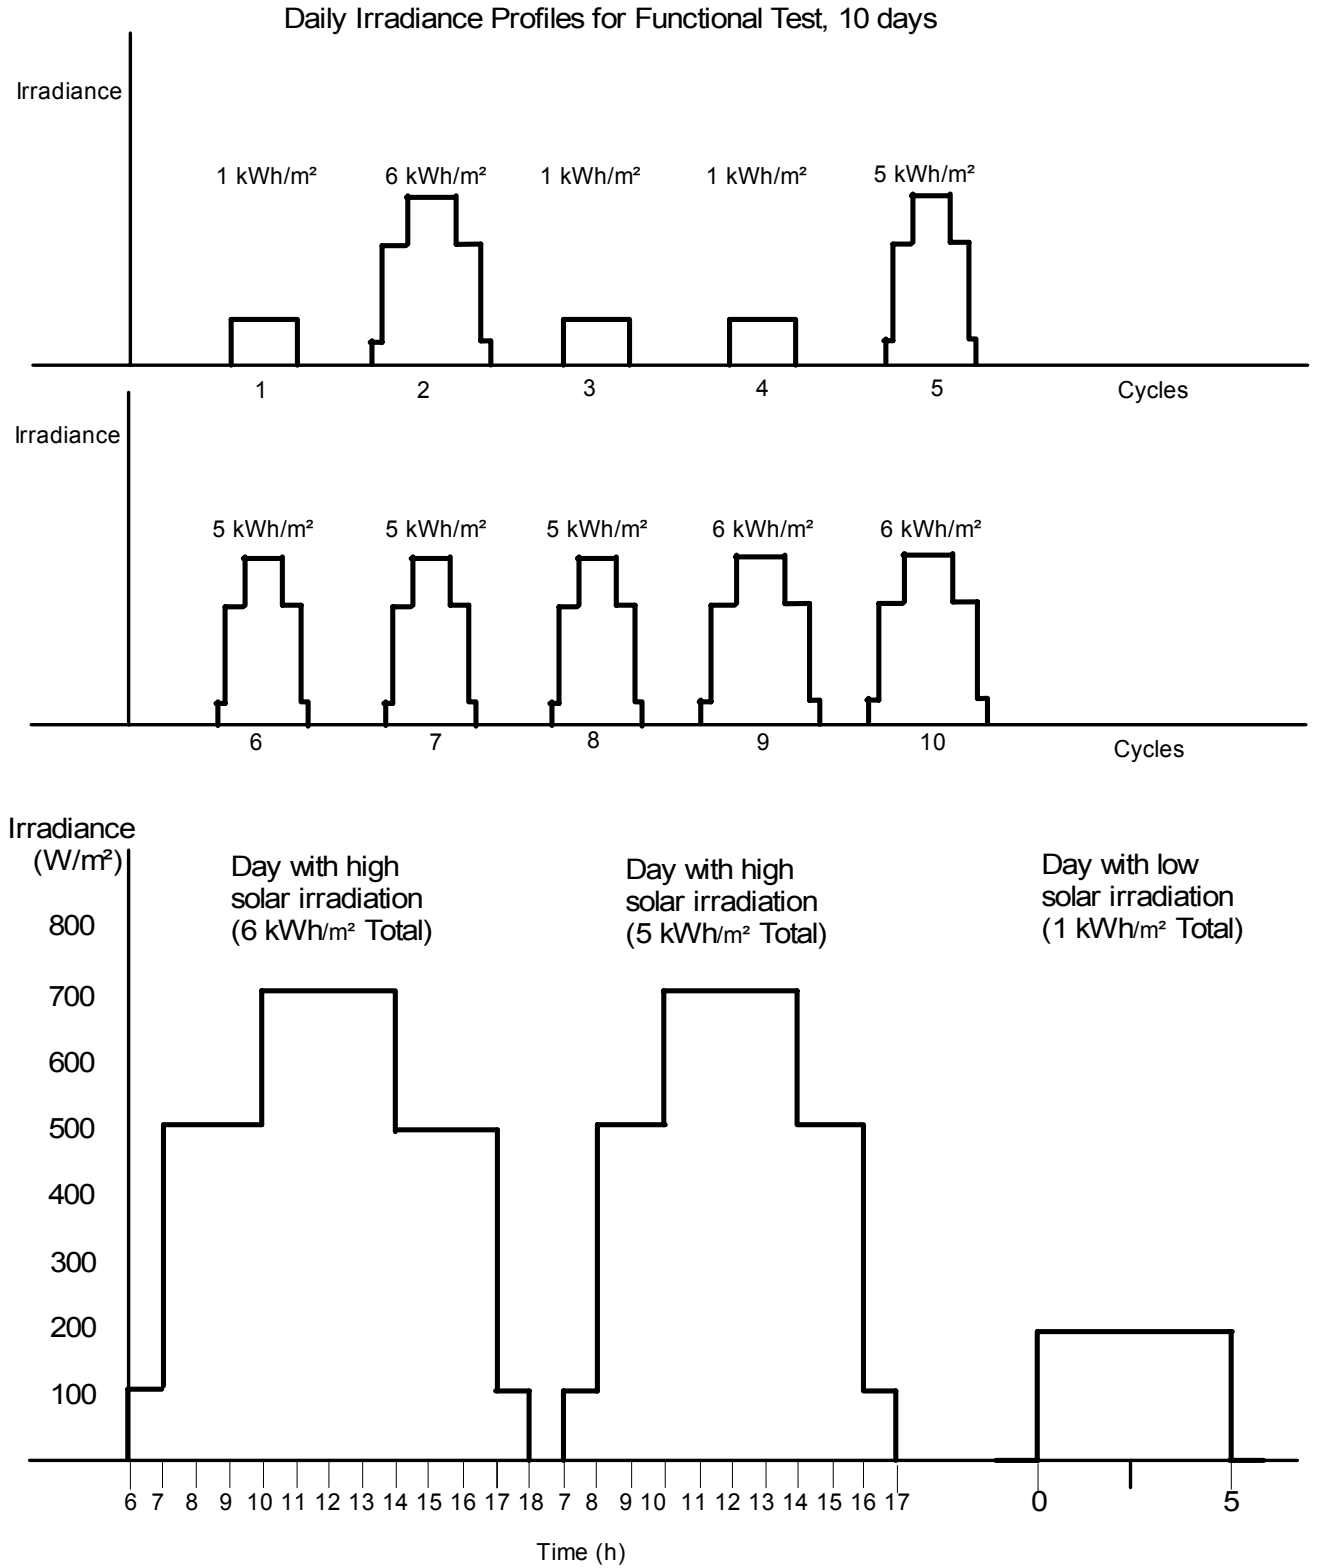 Daily Irradiance Profiles for Functional Test, 10 days
Irradiance
1 kWh/m² 6 kWh/m² 1 kWh/m² 1 kWh/m² 5 kWh/m²
1 2 3 4 5 Cycles
Irradiance
5 kWh/m² 5 kWh/m² 5 kWh/m² 6 kWh/m² 6 kWh/m²
6 7 8 9 10 Cycles
Irradiance
(W/m²)
Day with high
solar irradiation
(6 kWh/m² Total)
Day with high
solar irradiation
(5 kWh/m² Total)
Day with low
solar irradiation
(1 kWh/m² Total)
800
700
600
500
400
300
200
100
6 7 8 9 10 11 12 13 14 15 16 17 18 7 8 9 10 11 12 13 14 15 16 17 0 5
Time (h)